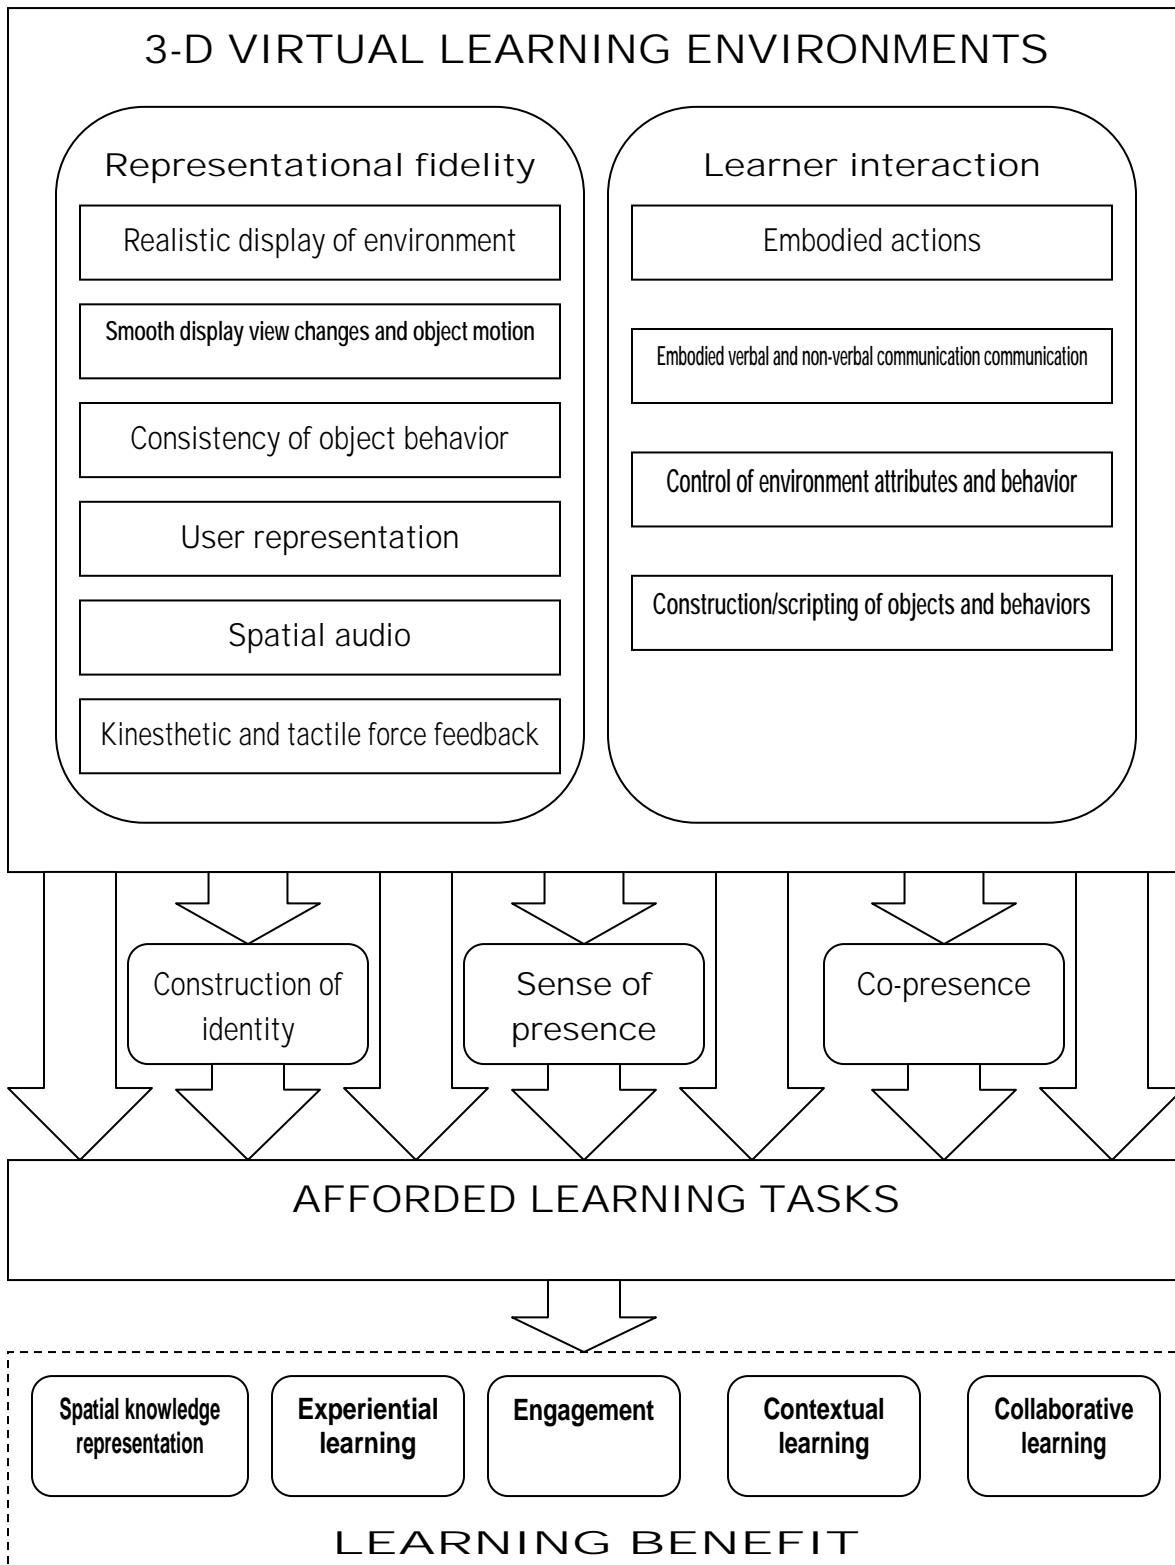 3-D VIRTUAL LEARNING ENVIRONMENTS
Representational fidelity
Realistic display of environment
Smooth display view changes and object motion
Consistency of object behavior
User representation
Spatial audio
Kinesthetic and tactile force feedback
Learner interaction
Embodied actions
Embodied verbal and non-verbal communication communication
Control of environment attributes and behavior
Construction/scripting of objects and behaviors
Construction of
identity
Sense of
presence
Co-presence
AFFORDED LEARNING TASKS
Spatial knowledge
representation
Experiential
learning
Engagement
Contextual
learning
Collaborative
learning
LEARNING BENEFIT